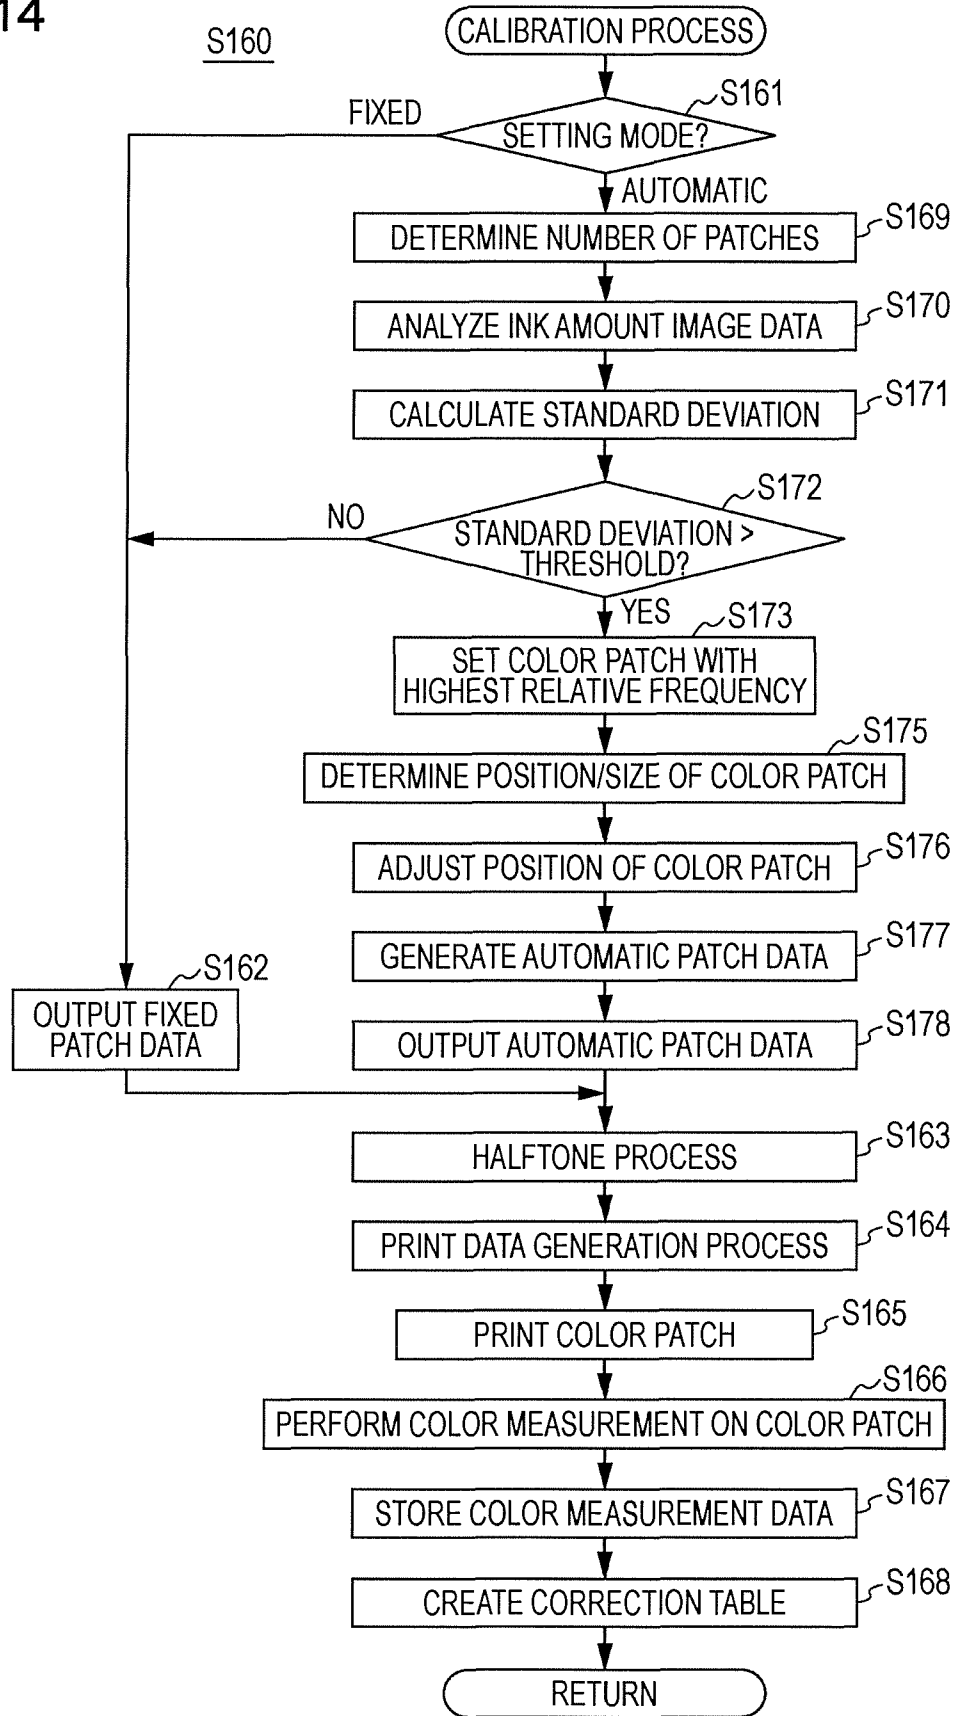 14
S160
CALIBRATION PROCESS
S161
FIXED
SETTING MODE?
AUTOMATIC
S169
DETERMINE NUMBER OF PATCHES
S170
ANALYZE INK AMOUNT IMAGE DATA
S171
CALCULATE STANDARD DEVIATION
S172
NO
STANDARD DEVIATION >
THRESHOLD?
YES
S173
SET COLOR PATCH WITH
HIGHEST RELATIVE FREQUENCY
S175
DETERMINE POSITION/SIZE OF COLOR PATCH
S176
ADJUST POSITION OF COLOR PATCH
S177
GENERATE AUTOMATIC PATCH DATA
S162
OUTPUT FIXED
PATCH DATA
S178
OUTPUT AUTOMATIC PATCH DATA
S163
HALFTONE PROCESS
S164
PRINT DATA GENERATION PROCESS
S165
PRINT COLOR PATCH
S166
PERFORM COLOR MEASUREMENT ON COLOR PATCH
S167
STORE COLOR MEASUREMENT DATA
S168
CREATE CORRECTION TABLE
RETURN